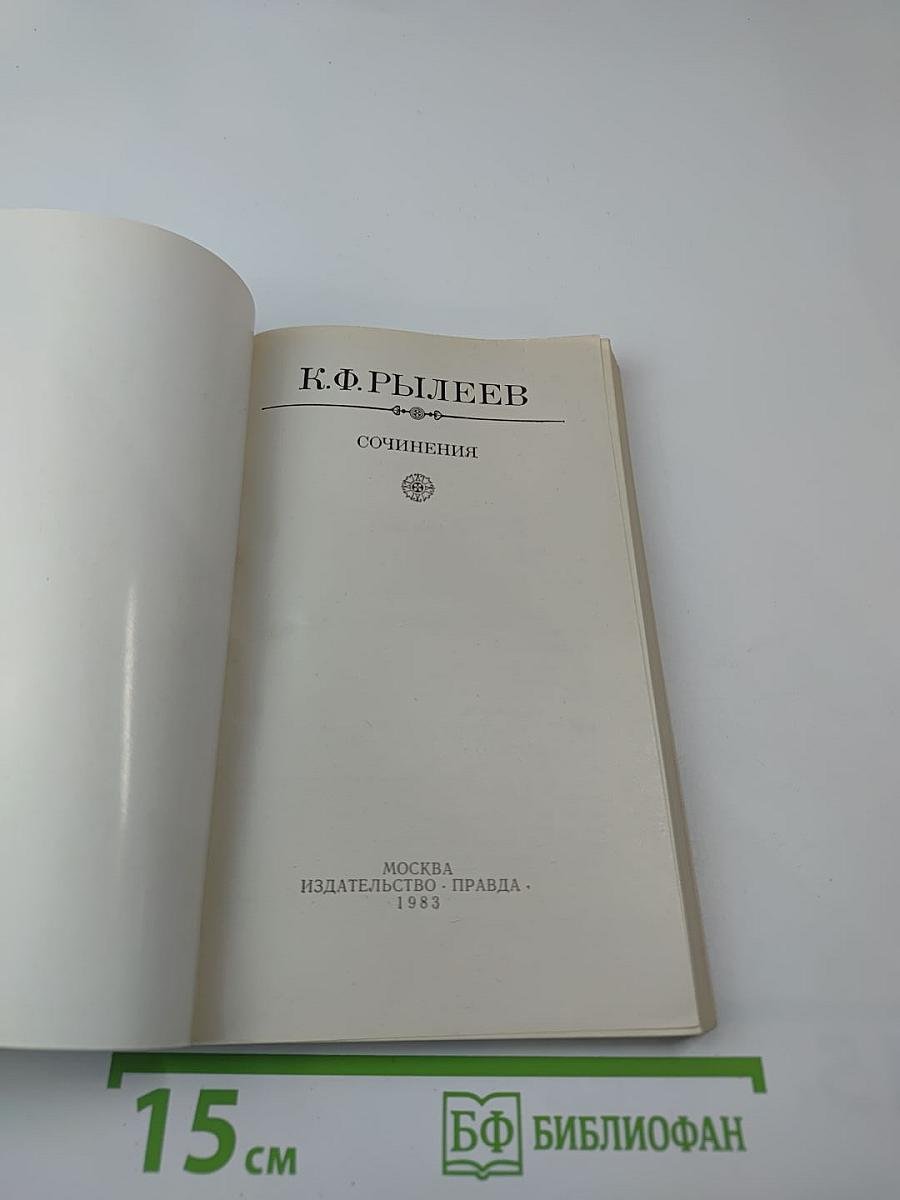 К.Ф.РЫЛЕЕВ
СОЧИНЕНИЯ
МОСКВА
ИЗДАТЕЛЬСТВО · ПРАВДА ·
1983
15 см
БФ БИБЛИОФАН